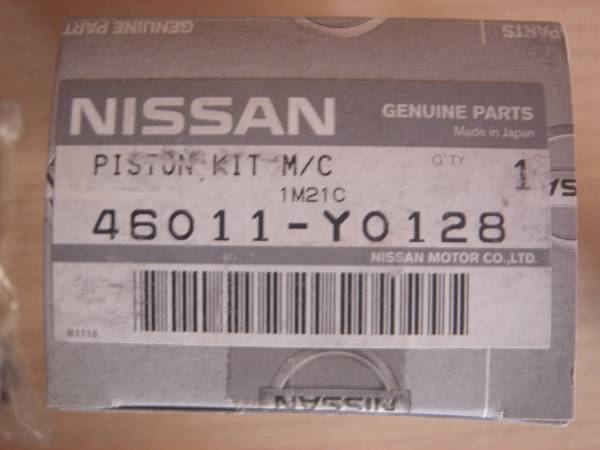 GENUINE PART
PARTS
NISSAN GENUINE PARTS
Made in Japan
PISTON KIT M/C Q'TY 1
1M21C
46011-Y0128
NISSAN MOTOR CO.,LTD.
B1116
NISSAN